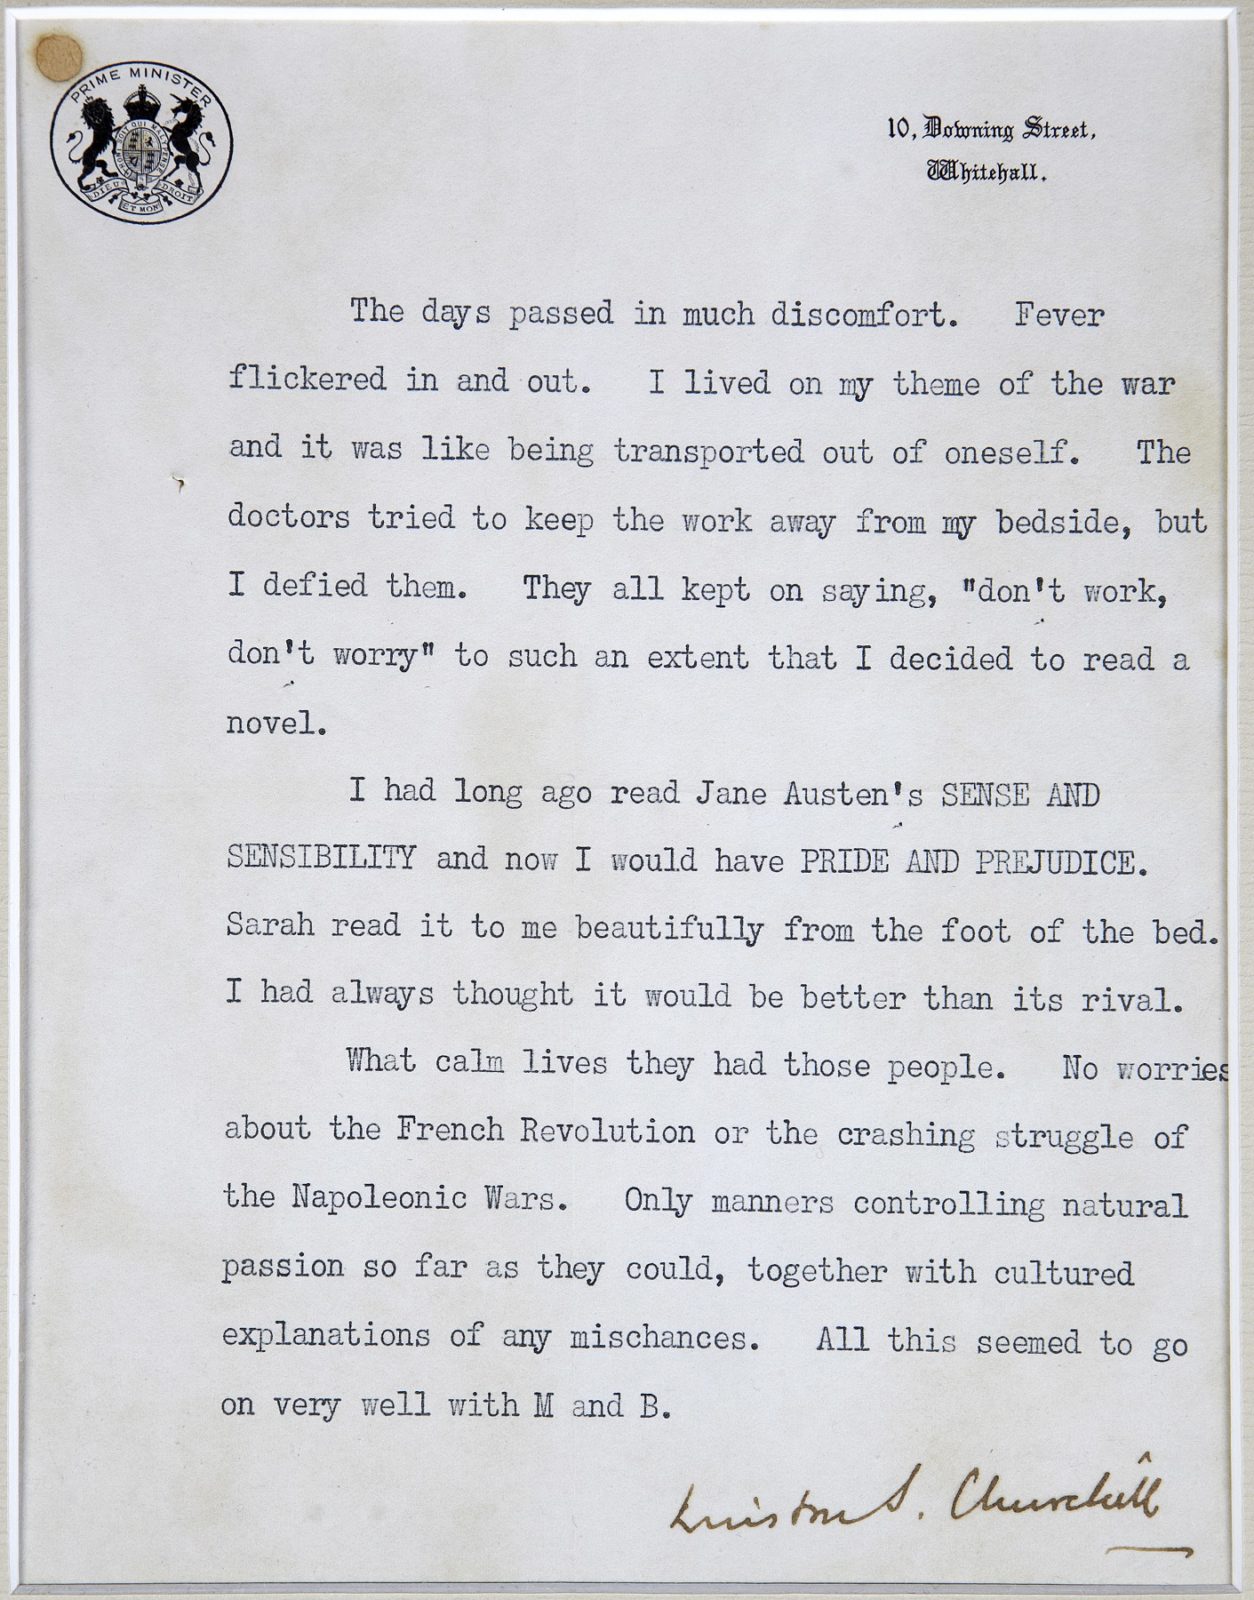 PRIME MINISTER
DIEU ET MON DROIT
10, Downing Street,
Whitehall.
The days passed in much discomfort. Fever
flickered in and out. I lived on my theme of the war
and it was like being transported out of oneself. The
doctors tried to keep the work away from my bedside, but
I defied them. They all kept on saying, "don't work,
don't worry" to such an extent that I decided to read a
novel.
I had long ago read Jane Austen's SENSE AND
SENSIBILITY and now I would have PRIDE AND PREJUDICE.
Sarah read it to me beautifully from the foot of the bed.
I had always thought it would be better than its rival.
What calm lives they had those people. No worries
about the French Revolution or the crashing struggle of
the Napoleonic Wars. Only manners controlling natural
passion so far as they could, together with cultured
explanations of any mischances. All this seemed to go
on very well with M and B.
Winston S. Churchill